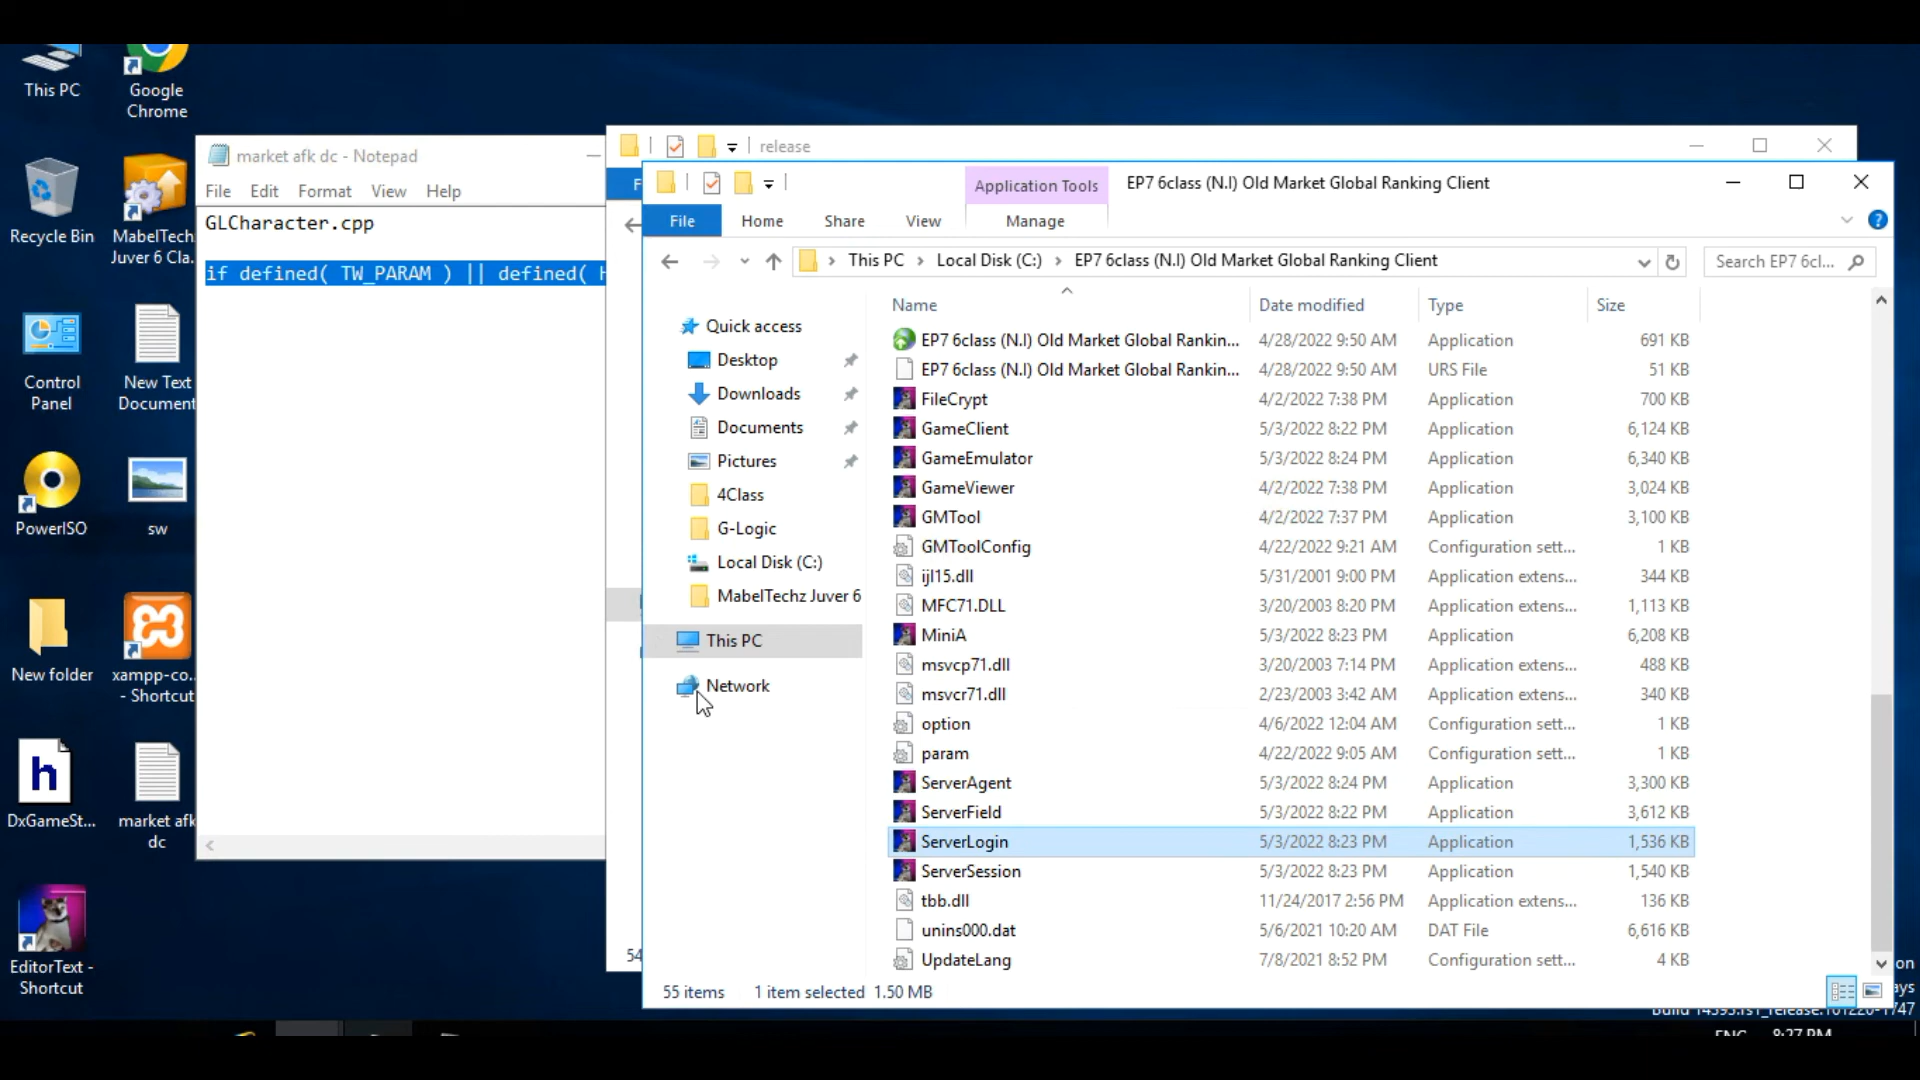 This PC
Google
Chrome
Recycle Bin
MabelTech
Juver 6 Cla...
Control
Panel
New Text
Document
PowerISO
sw
New folder
xampp-co...
- Shortcut
DxGameSt...
market afk
dc
EditorText -
Shortcut
market afk dc - Notepad
File Edit Format View Help
GLCharacter.cpp
if defined( TW_PARAM ) || defined(
release
Application Tools
EP7 6class (N.I) Old Market Global Ranking Client
File Home Share View Manage
This PC > Local Disk (C:) > EP7 6class (N.I) Old Market Global Ranking Client
Search EP7 6cl...
Quick access
Desktop
Downloads
Documents
Pictures
4Class
G-Logic
Local Disk (C:)
MabelTechz Juver 6
This PC
Network
Name Date modified Type Size
EP7 6class (N.I) Old Market Global Rankin... 4/28/2022 9:50 AM Application 691 KB
EP7 6class (N.I) Old Market Global Rankin... 4/28/2022 9:50 AM URS File 51 KB
FileCrypt 4/2/2022 7:38 PM Application 700 KB
GameClient 5/3/2022 8:22 PM Application 6,124 KB
GameEmulator 5/3/2022 8:24 PM Application 6,340 KB
GameViewer 4/2/2022 7:38 PM Application 3,024 KB
GMTool 4/2/2022 7:37 PM Application 3,100 KB
GMToolConfig 4/22/2022 9:21 AM Configuration sett... 1 KB
ijl15.dll 5/31/2001 9:00 PM Application extens... 344 KB
MFC71.DLL 3/20/2003 8:20 PM Application extens... 1,113 KB
MiniA 5/3/2022 8:23 PM Application 6,208 KB
msvcp71.dll 3/20/2003 7:14 PM Application extens... 488 KB
msvcr71.dll 2/23/2003 3:42 AM Application extens... 340 KB
option 4/6/2022 12:04 AM Configuration sett... 1 KB
param 4/22/2022 9:05 AM Configuration sett... 1 KB
ServerAgent 5/3/2022 8:24 PM Application 3,300 KB
ServerField 5/3/2022 8:22 PM Application 3,612 KB
ServerLogin 5/3/2022 8:23 PM Application 1,536 KB
ServerSession 5/3/2022 8:23 PM Application 1,540 KB
tbb.dll 11/24/2017 2:56 PM Application extens... 136 KB
unins000.dat 5/6/2021 10:20 AM DAT File 6,616 KB
UpdateLang 7/8/2021 8:52 PM Configuration sett... 4 KB
55 items 1 item selected 1.50 MB
54
on
ays
ENG 8:27 PM